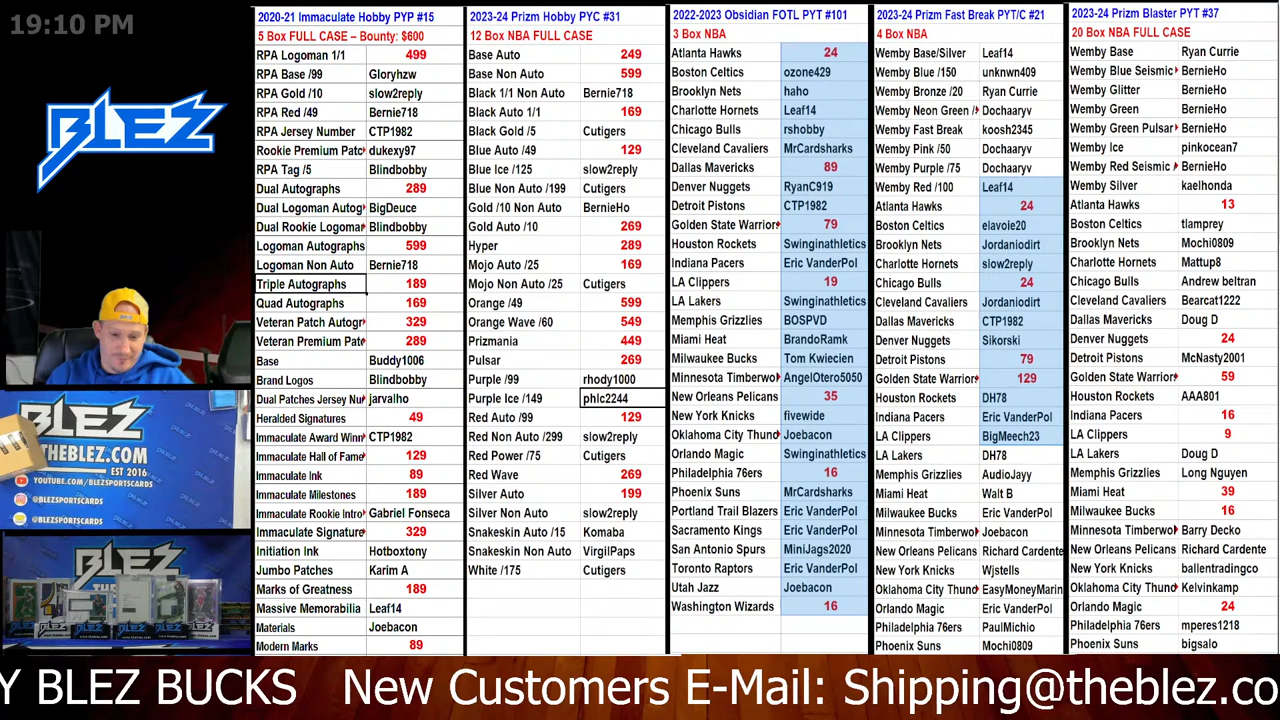 19:10 PM
BLEZ
BLEZ
THEBLEZ.COM
EST 2016
YOUTUBE.COM/BLEZSPORTSCARDS
@BLEZSPORTSCARDS
@BLEZSPORTSCARDS
BLEZ
2020-21 Immaculate Hobby PYP #15
5 Box FULL CASE – Bounty: $600
RPA Logoman 1/1 499
RPA Base /99 Gloryhzw
RPA Gold /10 slow2reply
RPA Red /49 Bernie718
RPA Jersey Number CTP1982
Rookie Premium Patc dukexy97
RPA Tag /5 Blindbobby
Dual Autographs 289
Dual Logoman Autog BigDeuce
Dual Rookie Logoma Blindbobby
Logoman Autographs 599
Logoman Non Auto Bernie718
Triple Autographs 189
Quad Autographs 169
Veteran Patch Autogr 329
Veteran Premium Pat 289
Base Buddy1006
Brand Logos Blindbobby
Dual Patches Jersey Nu jarvalho
Heralded Signatures 49
Immaculate Award Winn CTP1982
Immaculate Hall of Fame 129
Immaculate Ink 89
Immaculate Milestones 189
Immaculate Rookie Intro Gabriel Fonseca
Immaculate Signature 329
Initiation Ink Hotboxtony
Jumbo Patches Karim A
Marks of Greatness 189
Massive Memorabilia Leaf14
Materials Joebacon
Modern Marks 89
2023-24 Prizm Hobby PYC #31
12 Box NBA FULL CASE
Base Auto 249
Base Non Auto 599
Black 1/1 Non Auto Bernie718
Black Auto 1/1 169
Black Gold /5 Cutigers
Blue Auto /49 129
Blue Ice /125 slow2reply
Blue Non Auto /199 Cutigers
Gold /10 Non Auto BernieHo
Gold Auto /10 269
Hyper 289
Mojo Auto /25 169
Mojo Non Auto /25 Cutigers
Orange /49 599
Orange Wave /60 549
Prizmania 449
Pulsar 269
Purple /99 rhody1000
Purple Ice /149 phlc2244
Red Auto /99 129
Red Non Auto /299 slow2reply
Red Power /75 Cutigers
Red Wave 269
Silver Auto 199
Silver Non Auto slow2reply
Snakeskin Auto /15 Komaba
Snakeskin Non Auto VirgilPaps
White /175 Cutigers
2022-2023 Obsidian FOTL PYT #101
3 Box NBA
Atlanta Hawks 24
Boston Celtics ozone429
Brooklyn Nets haho
Charlotte Hornets Leaf14
Chicago Bulls rshobby
Cleveland Cavaliers MrCardsharks
Dallas Mavericks 89
Denver Nuggets RyanC919
Detroit Pistons CTP1982
Golden State Warrior 79
Houston Rockets Swinginathletics
Indiana Pacers Eric VanderPol
LA Clippers 19
LA Lakers Swinginathletics
Memphis Grizzlies BOSPVD
Miami Heat BrandoRamk
Milwaukee Bucks Tom Kwiecien
Minnesota Timberwo AngelOtero5050
New Orleans Pelicans 35
New York Knicks fivewide
Oklahoma City Thund Joebacon
Orlando Magic Swinginathletics
Philadelphia 76ers 16
Phoenix Suns MrCardsharks
Portland Trail Blazers Eric VanderPol
Sacramento Kings Eric VanderPol
San Antonio Spurs MiniJags2020
Toronto Raptors Eric VanderPol
Utah Jazz Joebacon
Washington Wizards 16
2023-24 Prizm Fast Break PYT/C #21
4 Box NBA
Wemby Base/Silver Leaf14
Wemby Blue /150 unknwn409
Wemby Bronze /20 Ryan Currie
Wemby Neon Green / Dochaaryv
Wemby Fast Break koosh2345
Wemby Pink /50 Dochaaryv
Wemby Purple /75 Dochaaryv
Wemby Red /100 Leaf14
Atlanta Hawks 24
Boston Celtics elavoie20
Brooklyn Nets Jordaniodirt
Charlotte Hornets slow2reply
Chicago Bulls 24
Cleveland Cavaliers Jordaniodirt
Dallas Mavericks CTP1982
Denver Nuggets Sikorski
Detroit Pistons 79
Golden State Warrior 129
Houston Rockets DH78
Indiana Pacers Eric VanderPol
LA Clippers BigMeech23
LA Lakers DH78
Memphis Grizzlies AudioJayy
Miami Heat Walt B
Milwaukee Bucks Eric VanderPol
Minnesota Timberwo Joebacon
New Orleans Pelicans Richard Cardente
New York Knicks Wjstells
Oklahoma City Thun EasyMoneyMarin
Orlando Magic Eric VanderPol
Philadelphia 76ers PaulMichio
Phoenix Suns Mochi0809
2023-24 Prizm Blaster PYT #37
20 Box NBA FULL CASE
Wemby Base Ryan Currie
Wemby Blue Seismic BernieHo
Wemby Glitter BernieHo
Wemby Green BernieHo
Wemby Green Pulsar BernieHo
Wemby Ice pinkocean7
Wemby Red Seismic BernieHo
Wemby Silver kaelhonda
Atlanta Hawks 13
Boston Celtics tlamprey
Brooklyn Nets Mochi0809
Charlotte Hornets Mattup8
Chicago Bulls Andrew beltran
Cleveland Cavaliers Bearcat1222
Dallas Mavericks Doug D
Denver Nuggets 24
Detroit Pistons McNasty2001
Golden State Warrior 59
Houston Rockets AAA801
Indiana Pacers 16
LA Clippers 9
LA Lakers Doug D
Memphis Grizzlies Long Nguyen
Miami Heat 39
Milwaukee Bucks 16
Minnesota Timberwo Barry Decko
New Orleans Pelicans Richard Cardente
New York Knicks ballentradingco
Oklahoma City Thun Kelvinkamp
Orlando Magic 24
Philadelphia 76ers mperes1218
Phoenix Suns bigsalo
Y BLEZ BUCKS New Customers E-Mail: Shipping@theblez.co